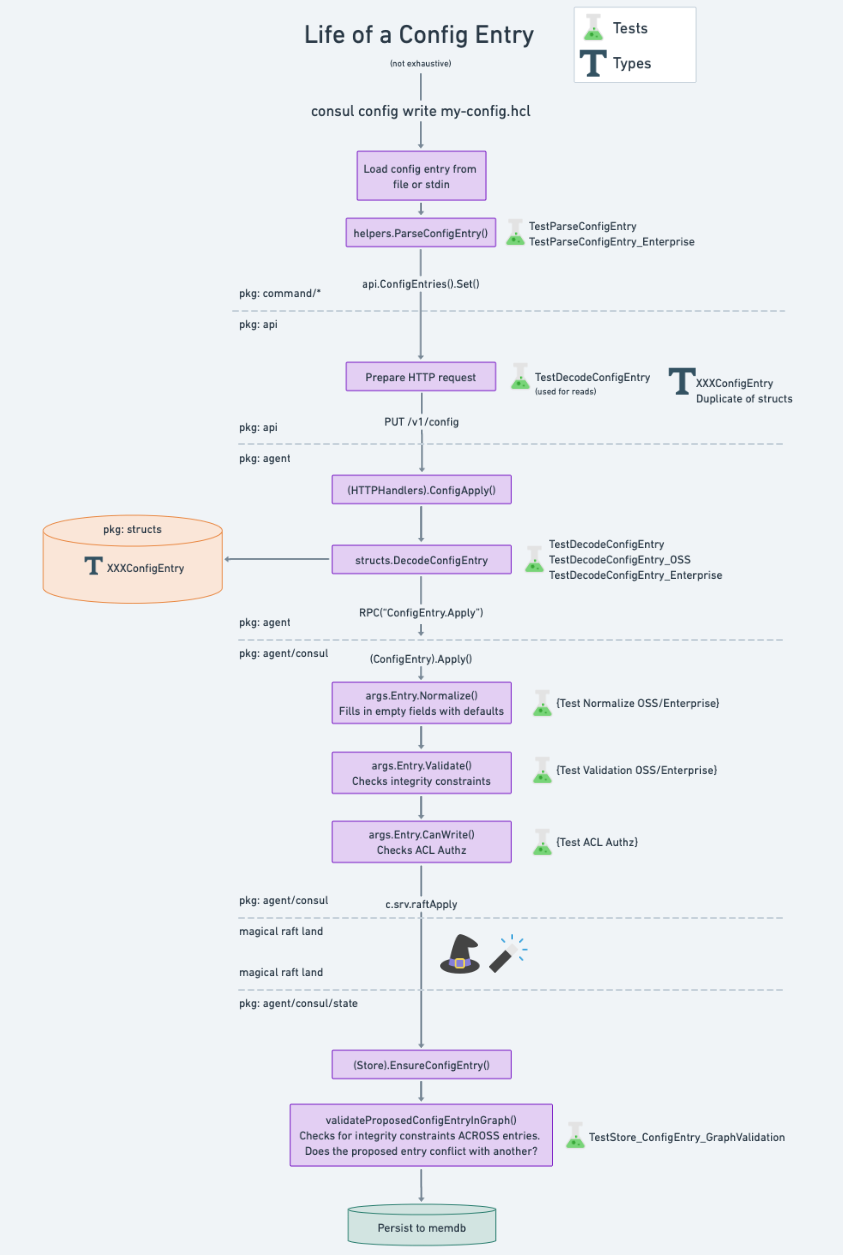 Life of a Config Entry
(not exhaustive)
Tests
T Types
consul config write my-config.hcl
Load config entry from
file or stdin
helpers.ParseConfigEntry()
TestParseConfigEntry
TestParseConfigEntry_Enterprise
api.ConfigEntries().Set()
pkg: command/*
pkg: api
Prepare HTTP request
TestDecodeConfigEntry
(used for reads)
T XXXConfigEntry
Duplicate of structs
PUT /v1/config
pkg: api
pkg: agent
(HTTPHandlers).ConfigApply()
pkg: structs
T XXXConfigEntry
structs.DecodeConfigEntry
TestDecodeConfigEntry
TestDecodeConfigEntry_OSS
TestDecodeConfigEntry_Enterprise
RPC("ConfigEntry.Apply")
pkg: agent
pkg: agent/consul
(ConfigEntry).Apply()
args.Entry.Normalize()
Fills in empty fields with defaults
{Test Normalize OSS/Enterprise}
args.Entry.Validate()
Checks integrity constraints
{Test Validation OSS/Enterprise}
args.Entry.CanWrite()
Checks ACL Authz
{Test ACL Authz}
pkg: agent/consul
c.srv.raftApply
magical raft land
magical raft land
pkg: agent/consul/state
(Store).EnsureConfigEntry()
validateProposedConfigEntryInGraph()
Checks for integrity constraints ACROSS entries.
Does the proposed entry conflict with another?
TestStore_ConfigEntry_GraphValidation
Persist to memdb